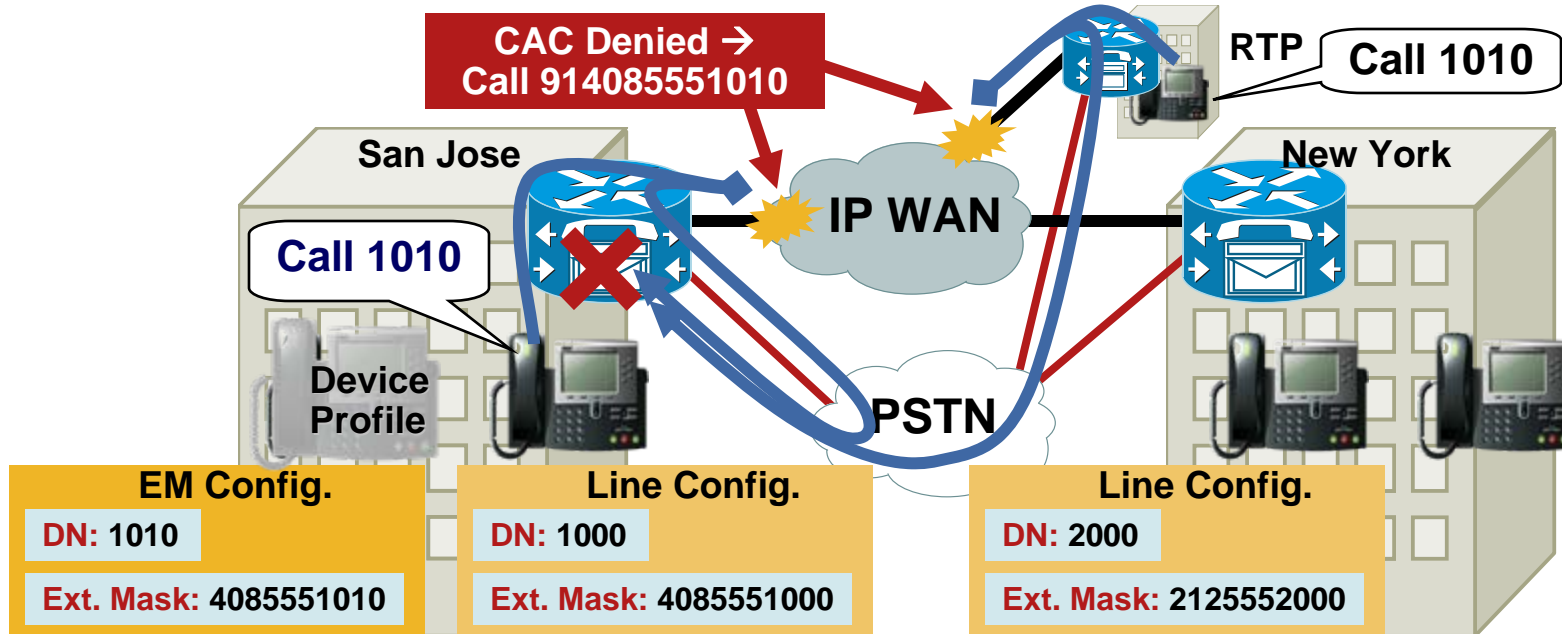 CAC Denied →
Call 914085551010
RTP
Call 1010
San Jose
New York
IP WAN
Call 1010
Device
Profile
PSTN
EM Config.
DN: 1010
Ext. Mask: 4085551010
Line Config.
DN: 1000
Ext. Mask: 4085551000
Line Config.
DN: 2000
Ext. Mask: 2125552000